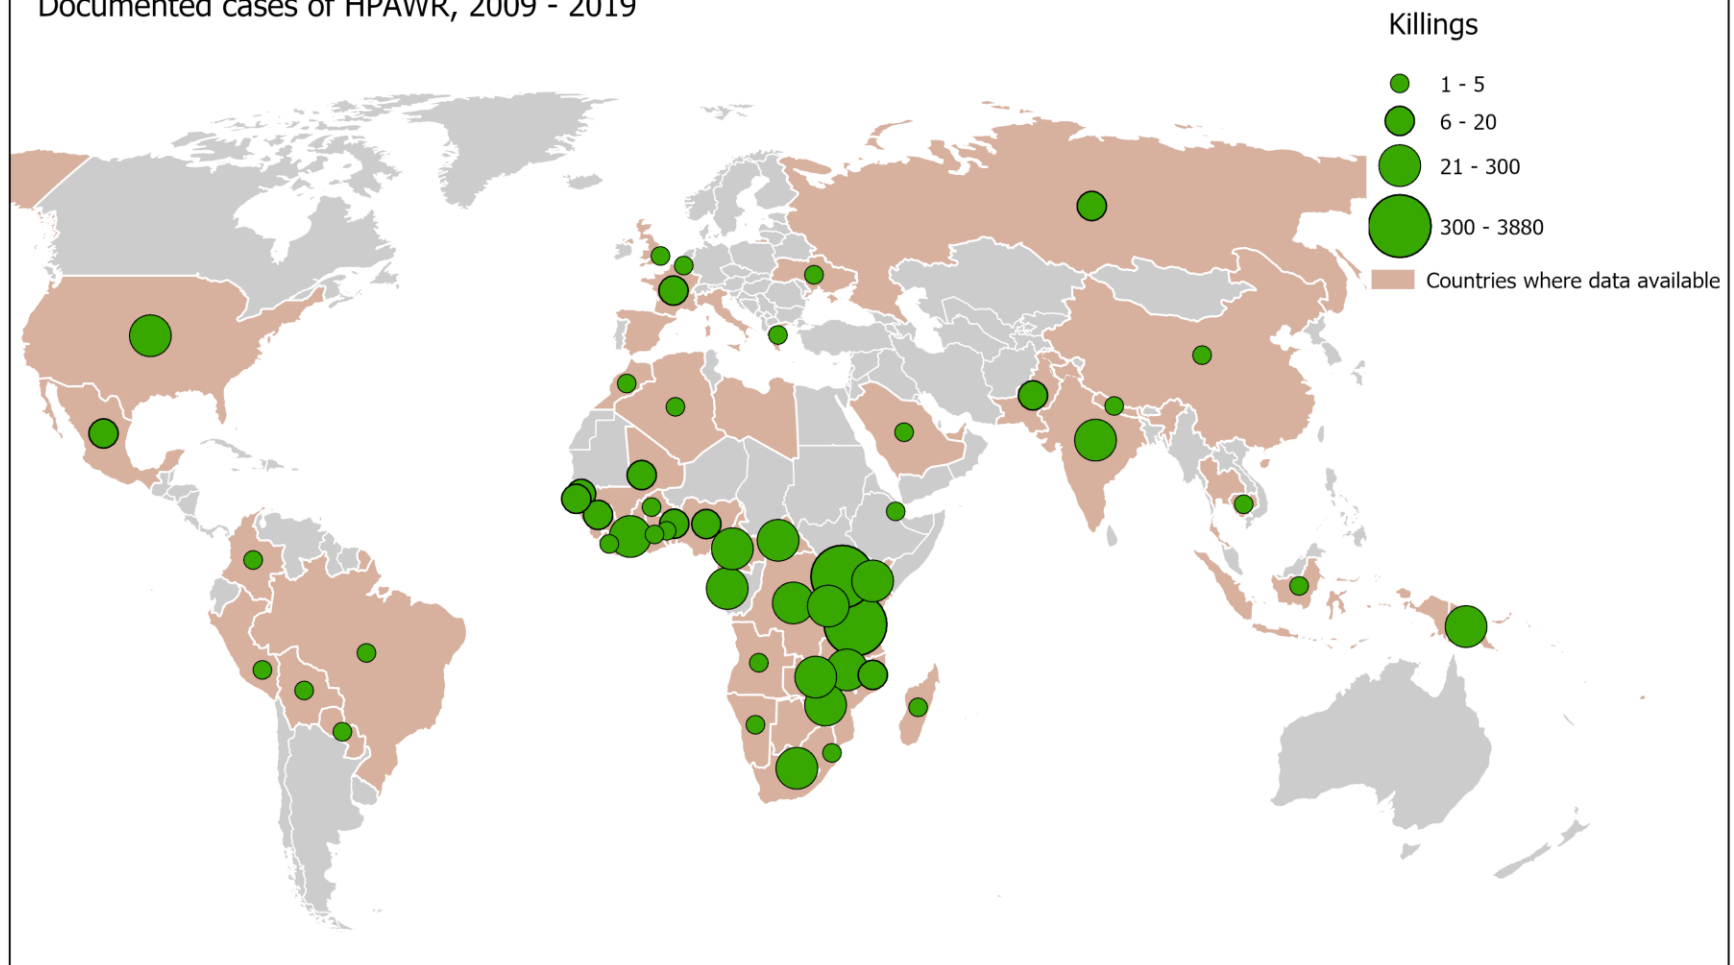 Documented cases of HPAWR, 2009 - 2019
Killings
1 - 5
6 - 20
21 - 300
300 - 3880
Countries where data available